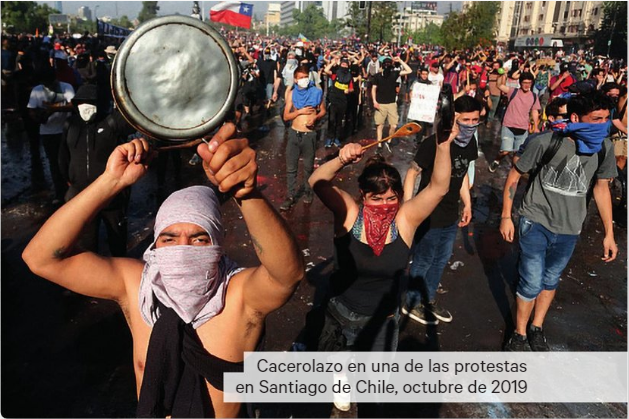 Cacerolazo en una de las protestas
en Santiago de Chile, octubre de 2019